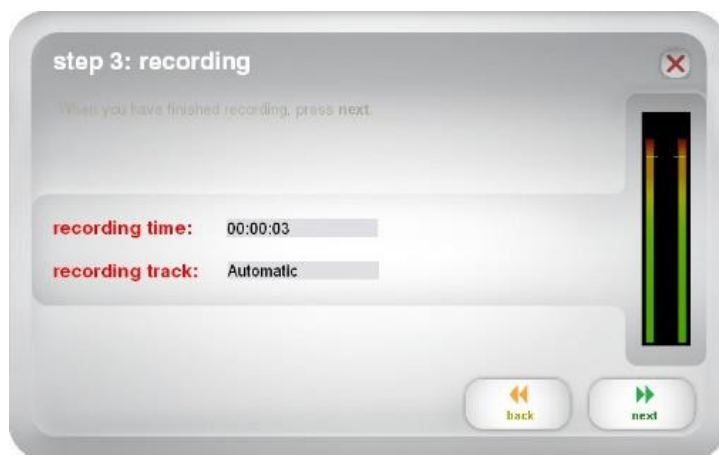 step 3: recording
When you have finished recording, press next.
recording time: 00:00:03
recording track: Automatic
back
next